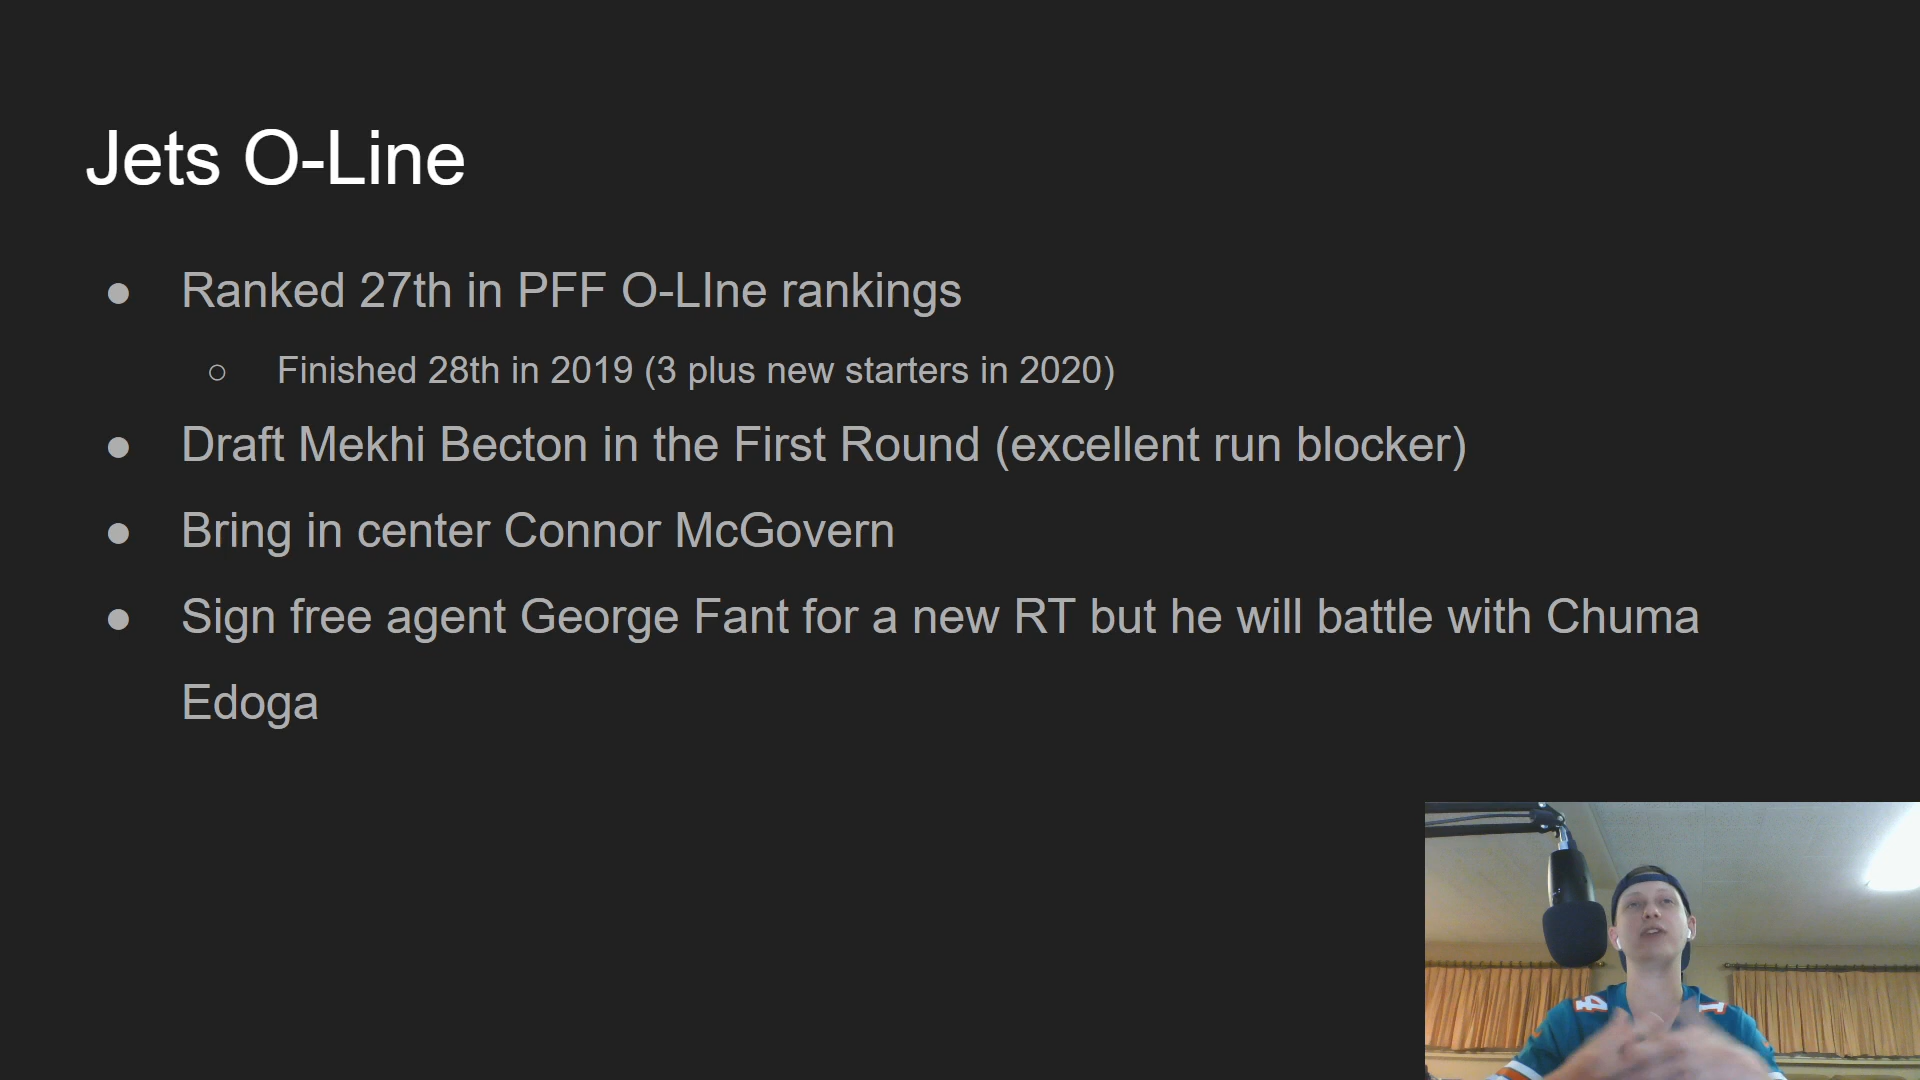 Jets O-Line
● Ranked 27th in PFF O-LIne rankings
○ Finished 28th in 2019 (3 plus new starters in 2020)
● Draft Mekhi Becton in the First Round (excellent run blocker)
● Bring in center Connor McGovern
● Sign free agent George Fant for a new RT but he will battle with Chuma
Edoga
4 1